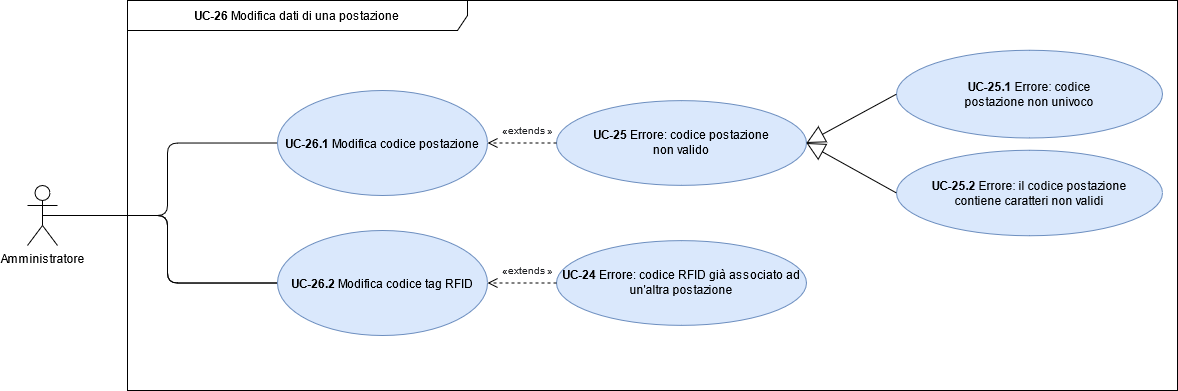 UC-26 Modifica dati di una postazione
UC-25.1 Errore: codice
postazione non univoco
UC-26.1 Modifica codice postazione
«extends »
UC-25 Errore: codice postazione
non valido
UC-25.2 Errore: il codice postazione
contiene caratteri non validi
Amministratore
UC-26.2 Modifica codice tag RFID
«extends »
UC-24 Errore: codice RFID già associato ad
un'altra postazione